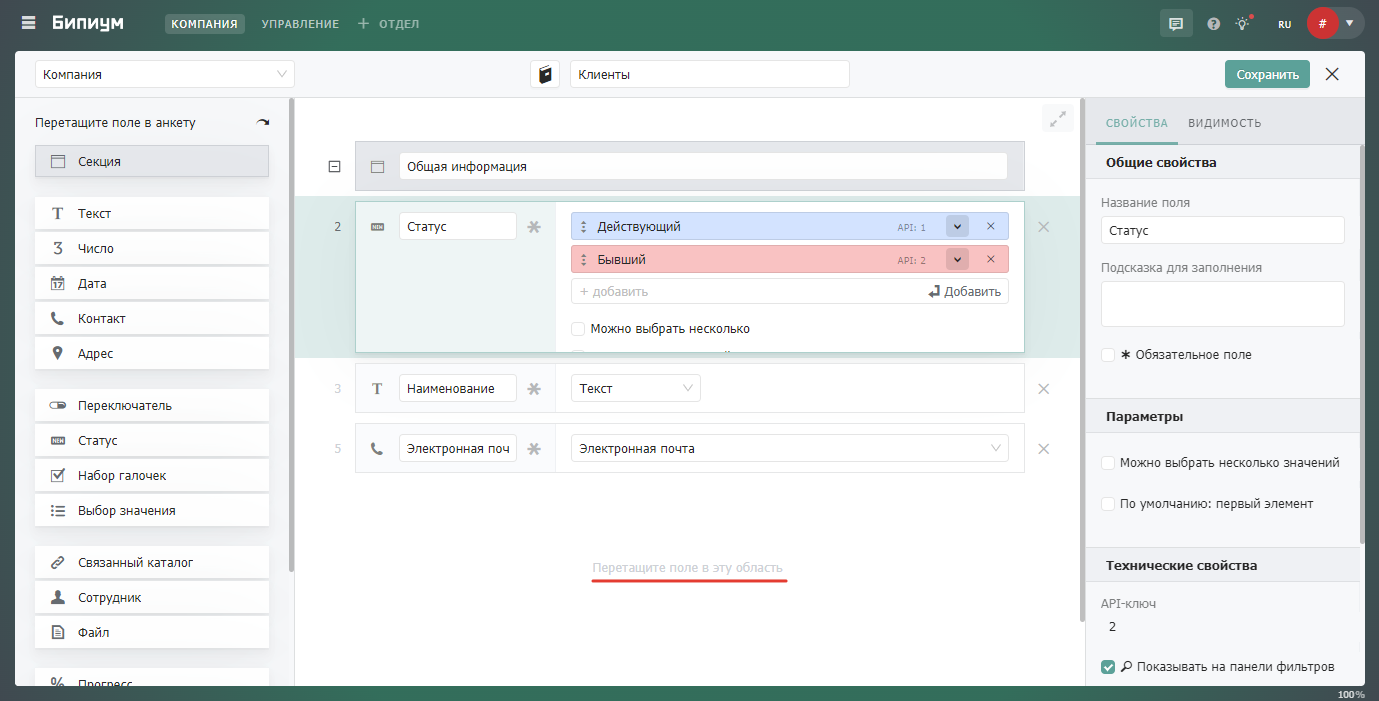 Бипиум КОМПАНИЯ УПРАВЛЕНИЕ + ОТДЕЛ RU #
Компания Клиенты Сохранить
Перетащите поле в анкету
Секция
Текст
Число
Дата
Контакт
Адрес
Переключатель
Статус
Набор галочек
Выбор значения
Связанный каталог
Сотрудник
Файл
Прогресс
Общая информация
2 Статус Действующий API: 1
Бывший API: 2
+ добавить Добавить
Можно выбрать несколько
3 Наименование Текст
5 Электронная поч Электронная почта
Перетащите поле в эту область
СВОЙСТВА ВИДИМОСТЬ
Общие свойства
Название поля
Статус
Подсказка для заполнения
Обязательное поле
Параметры
Можно выбрать несколько значений
По умолчанию: первый элемент
Технические свойства
API-ключ
2
Показывать на панели фильтров
100%